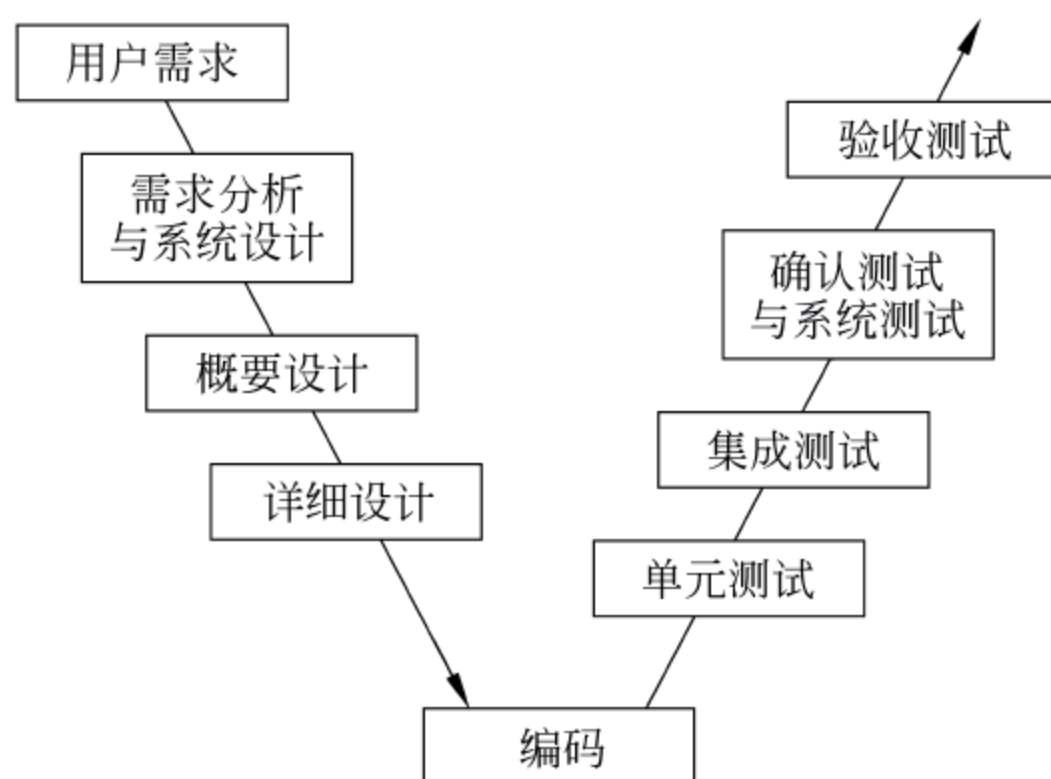 用户需求
需求分析
与系统设计
概要设计
详细设计
编码
单元测试
集成测试
确认测试
与系统测试
验收测试